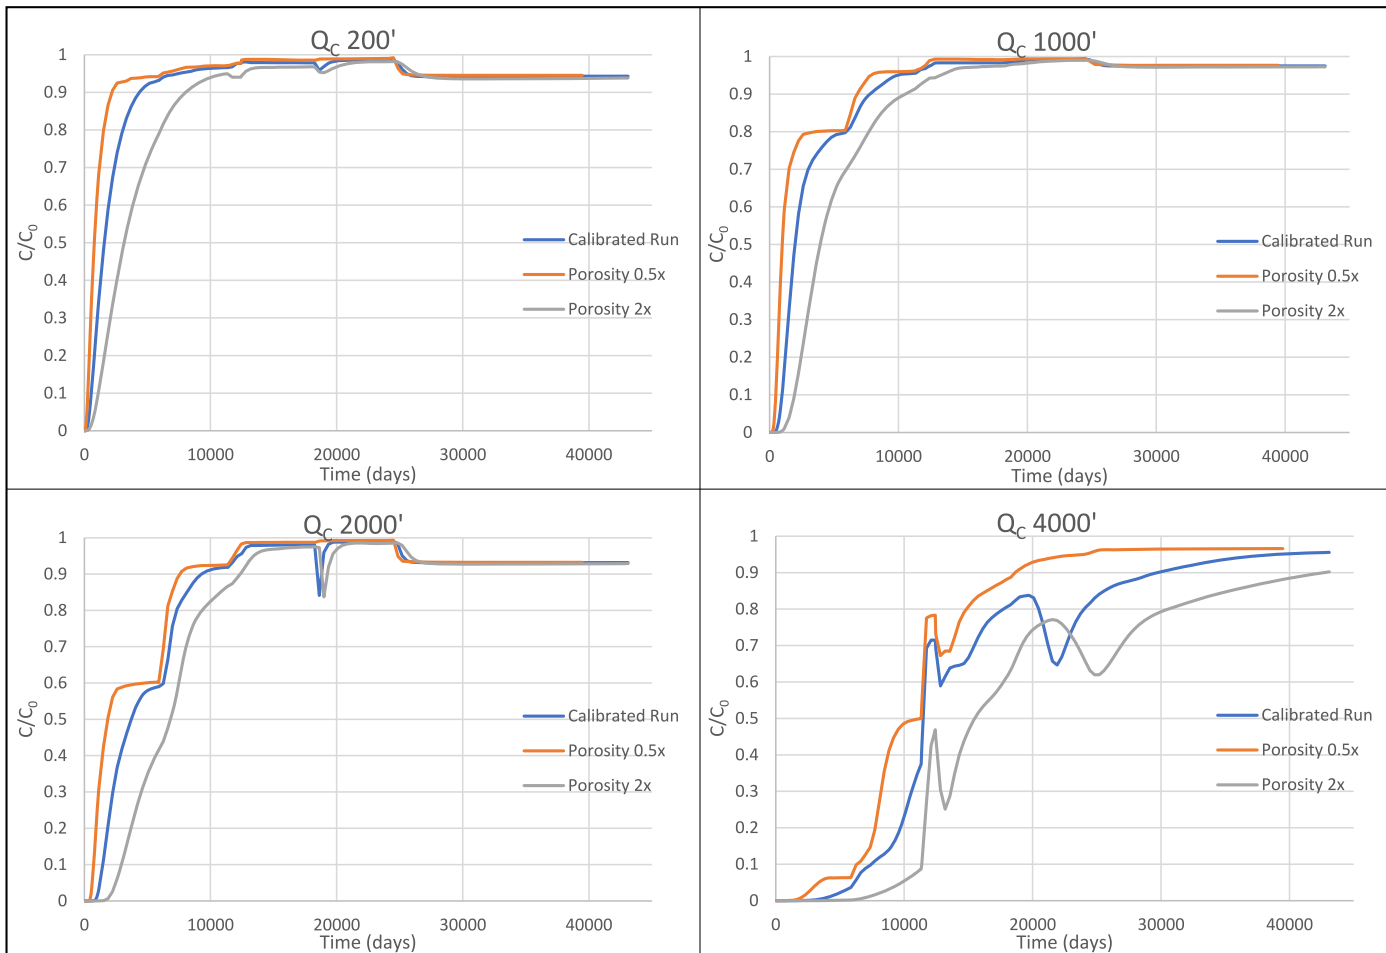 Q_C 200'
1
0.9
0.8
0.7
0.6
0.5
0.4
0.3
0.2
0.1
0
C/C₀
0 10000 20000 30000 40000
Time (days)
Calibrated Run
Porosity 0.5x
Porosity 2x
Q_C 1000'
1
0.9
0.8
0.7
0.6
0.5
0.4
0.3
0.2
0.1
0
C/C₀
0 10000 20000 30000 40000
Time (days)
Calibrated Run
Porosity 0.5x
Porosity 2x
Q_C 2000'
1
0.9
0.8
0.7
0.6
0.5
0.4
0.3
0.2
0.1
0
C/C₀
0 10000 20000 30000 40000
Time (days)
Calibrated Run
Porosity 0.5x
Porosity 2x
Q_C 4000'
1
0.9
0.8
0.7
0.6
0.5
0.4
0.3
0.2
0.1
0
C/C₀
0 10000 20000 30000 40000
Time (days)
Calibrated Run
Porosity 0.5x
Porosity 2x